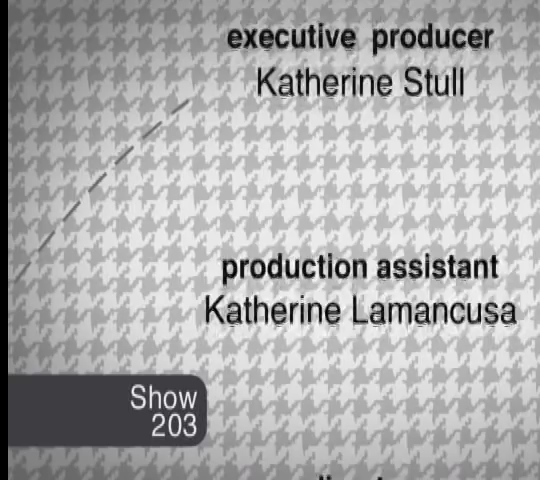 executive producer
Katherine Stull
production assistant
Katherine Lamancusa
Show
203